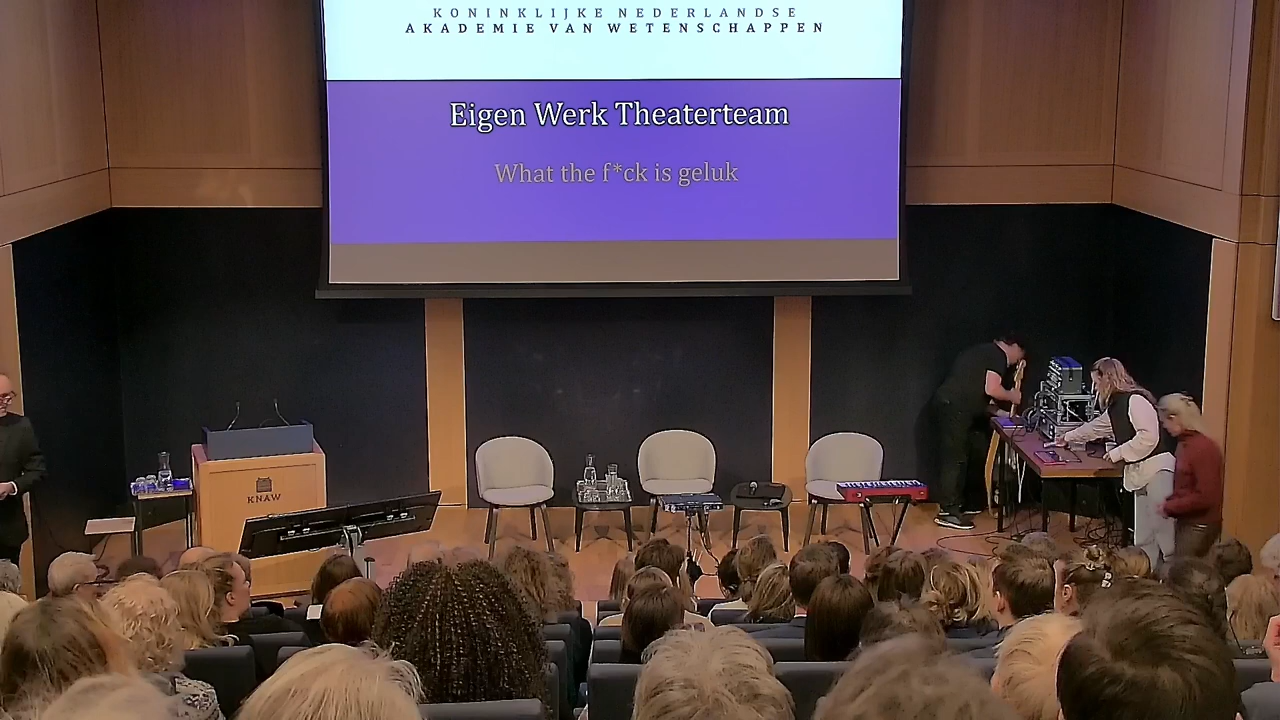 KONINKLIJKE NEDERLANDSE
AKADEMIE VAN WETENSCHAPPEN
Eigen Werk Theaterteam
What the f*ck is geluk
KNAW